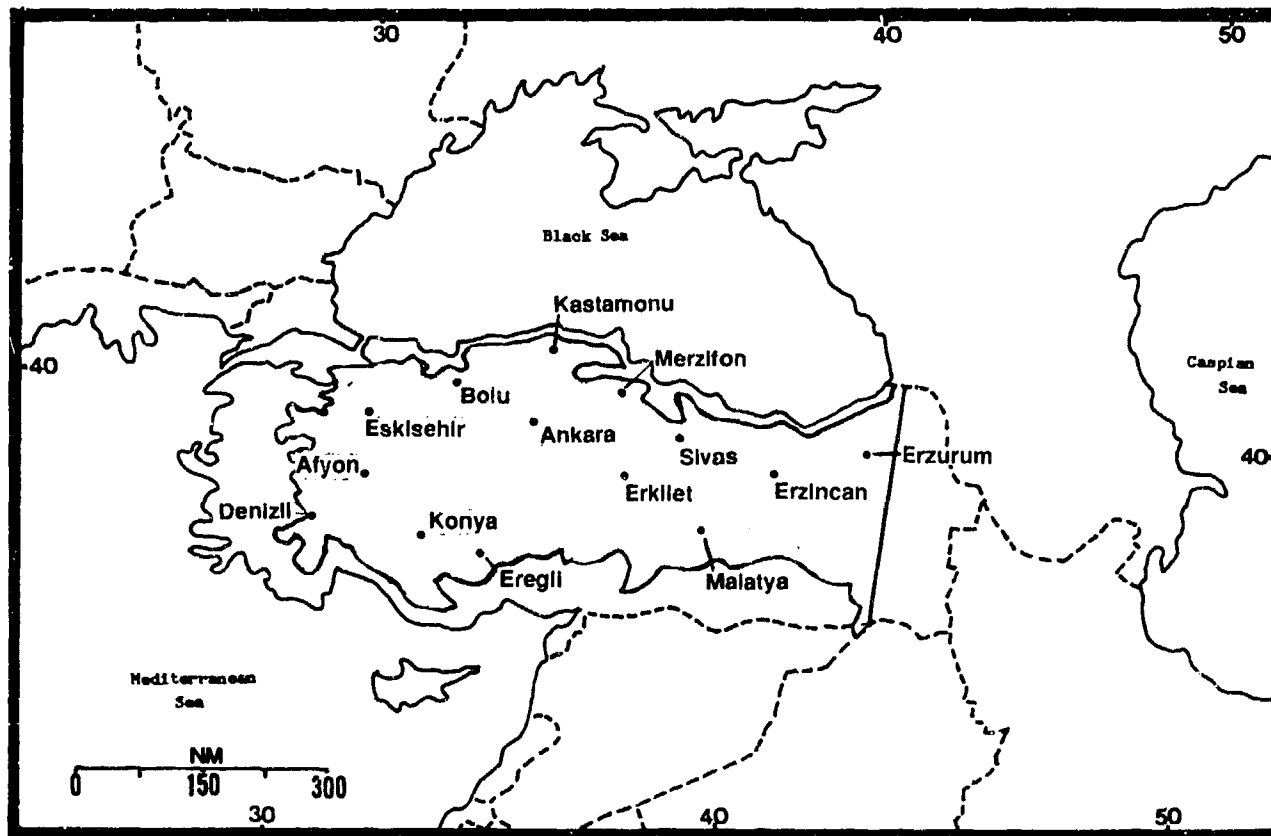 30
40
50
Black Sea
Kastamonu
40
Merzifon
Caspian
Sea
Bolu
Eskisehir
Ankara
Sivas
Erzurum
40
Afyon
Erkilet
Erzincan
Denizli
Konya
Eregli
Malatya
Mediterranean
Sea
NM
0
150
300
30
40
50